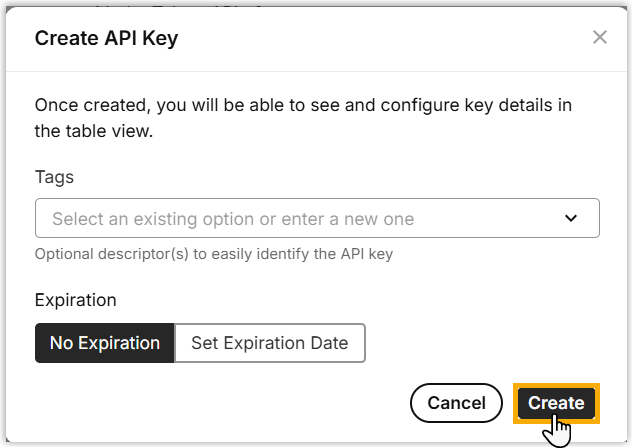 Create API Key
Once created, you will be able to see and configure key details in
the table view.
Tags
Select an existing option or enter a new one
Optional descriptor(s) to easily identify the API key
Expiration
No Expiration
Set Expiration Date
Cancel
Create